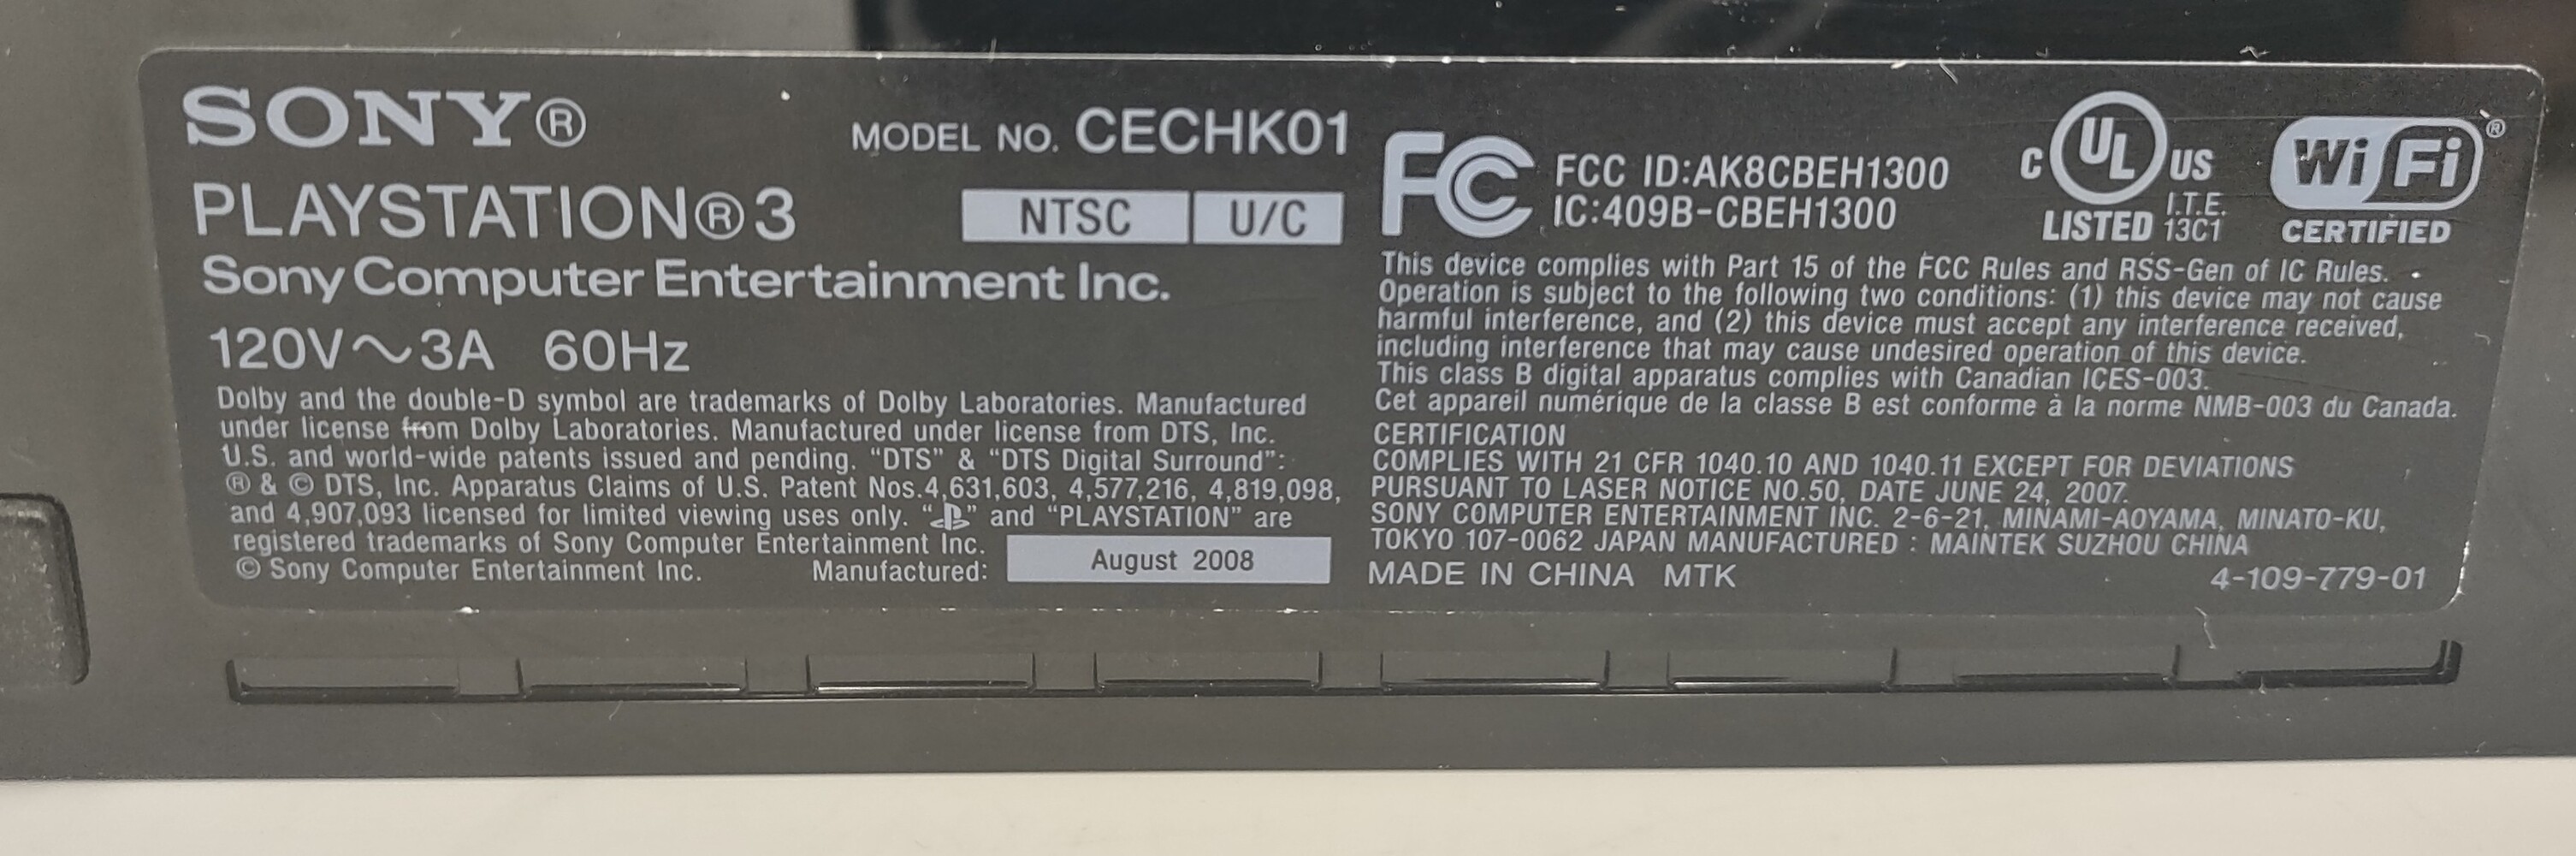 SONY®
MODEL NO. CECHK01
PLAYSTATION®3
NTSC U/C
Sony Computer Entertainment Inc.
120V～3A 60Hz
Dolby and the double-D symbol are trademarks of Dolby Laboratories. Manufactured
under license from Dolby Laboratories. Manufactured under license from DTS, Inc.
U.S. and world-wide patents issued and pending. “DTS” & “DTS Digital Surround”:
® & © DTS, Inc. Apparatus Claims of U.S. Patent Nos.4,631,603, 4,577,216, 4,819,098,
and 4,907,093 licensed for limited viewing uses only. “PS” and “PLAYSTATION” are
registered trademarks of Sony Computer Entertainment Inc.
© Sony Computer Entertainment Inc. Manufactured: August 2008
FC FCC ID:AK8CBEH1300
IC:409B-CBEH1300
C UL US
LISTED I.T.E.
13C1
Wi Fi®
CERTIFIED
This device complies with Part 15 of the FCC Rules and RSS-Gen of IC Rules.
Operation is subject to the following two conditions: (1) this device may not cause
harmful interference, and (2) this device must accept any interference received,
including interference that may cause undesired operation of this device.
This class B digital apparatus complies with Canadian ICES-003.
Cet appareil numérique de la classe B est conforme à la norme NMB-003 du Canada.
CERTIFICATION
COMPLIES WITH 21 CFR 1040.10 AND 1040.11 EXCEPT FOR DEVIATIONS
PURSUANT TO LASER NOTICE NO.50, DATE JUNE 24, 2007.
SONY COMPUTER ENTERTAINMENT INC. 2-6-21, MINAMI-AOYAMA, MINATO-KU,
TOKYO 107-0062 JAPAN MANUFACTURED : MAINTEK SUZHOU CHINA
MADE IN CHINA MTK 4-109-779-01